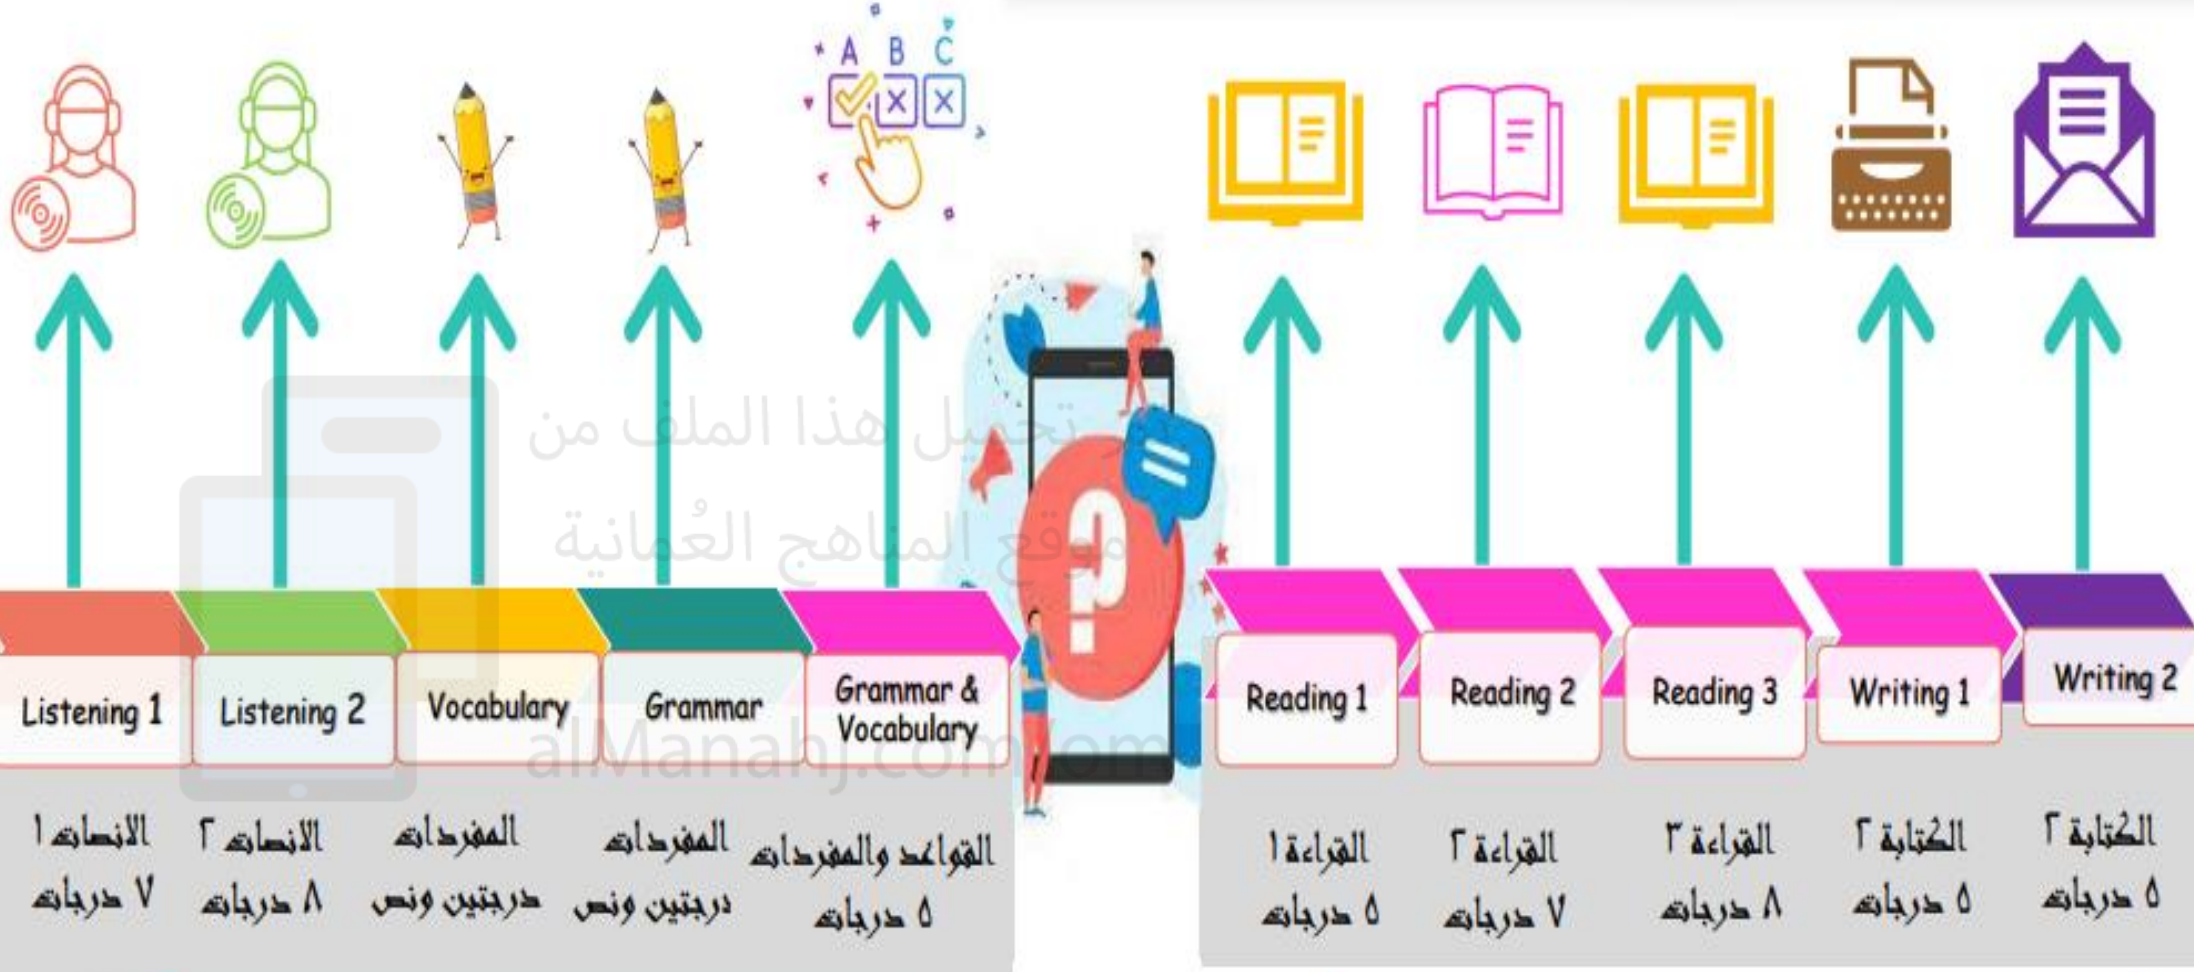 A B C
تحميل هذا الملف من
موقع المناهج العُمانية
alManahj.com/om
?
Listening 1
Listening 2
Vocabulary
Grammar
Grammar &
Vocabulary
Reading 1
Reading 2
Reading 3
Writing 1
Writing 2
الانصات ١
٧ درجات
الانصات ٢
٨ درجات
المفردات
درجتين ونص
المفردات
درجتين ونص
القواعد والمفردات
٥ درجات
القراءة ١
٥ درجات
القراءة ٢
٧ درجات
القراءة ٣
٨ درجات
الكتابة ٢
٥ درجات
الكتابة ٢
٥ درجات